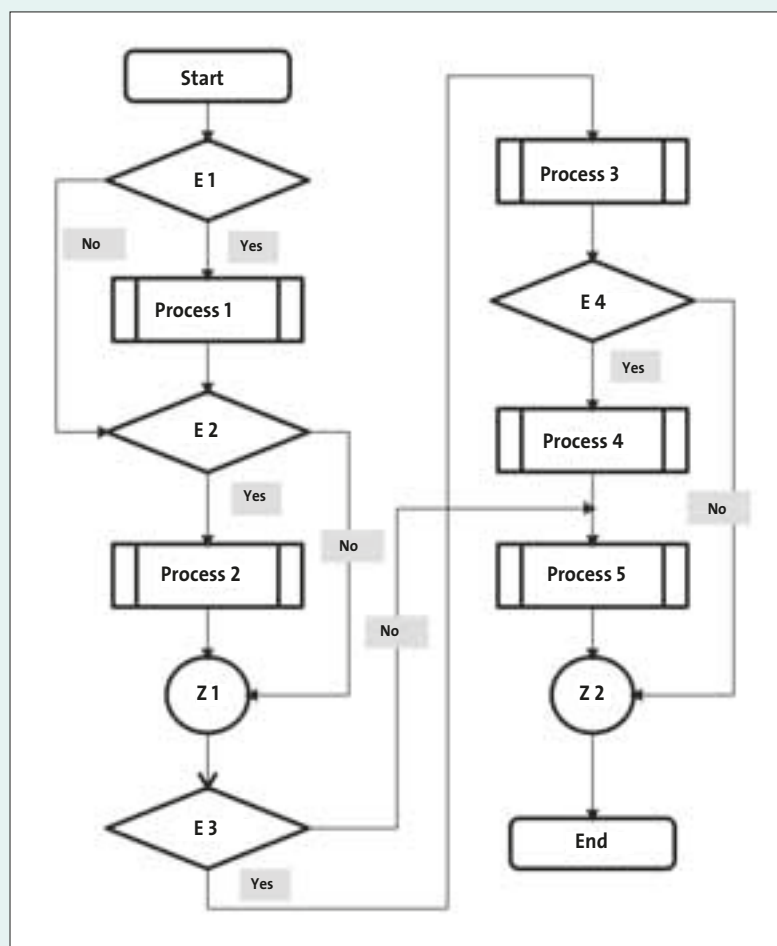 Start
E 1
No
Yes
Process 1
E 2
Yes
No
Process 2
Z 1
E 3
No
Yes
Process 3
E 4
Yes
Process 4
No
Process 5
Z 2
End